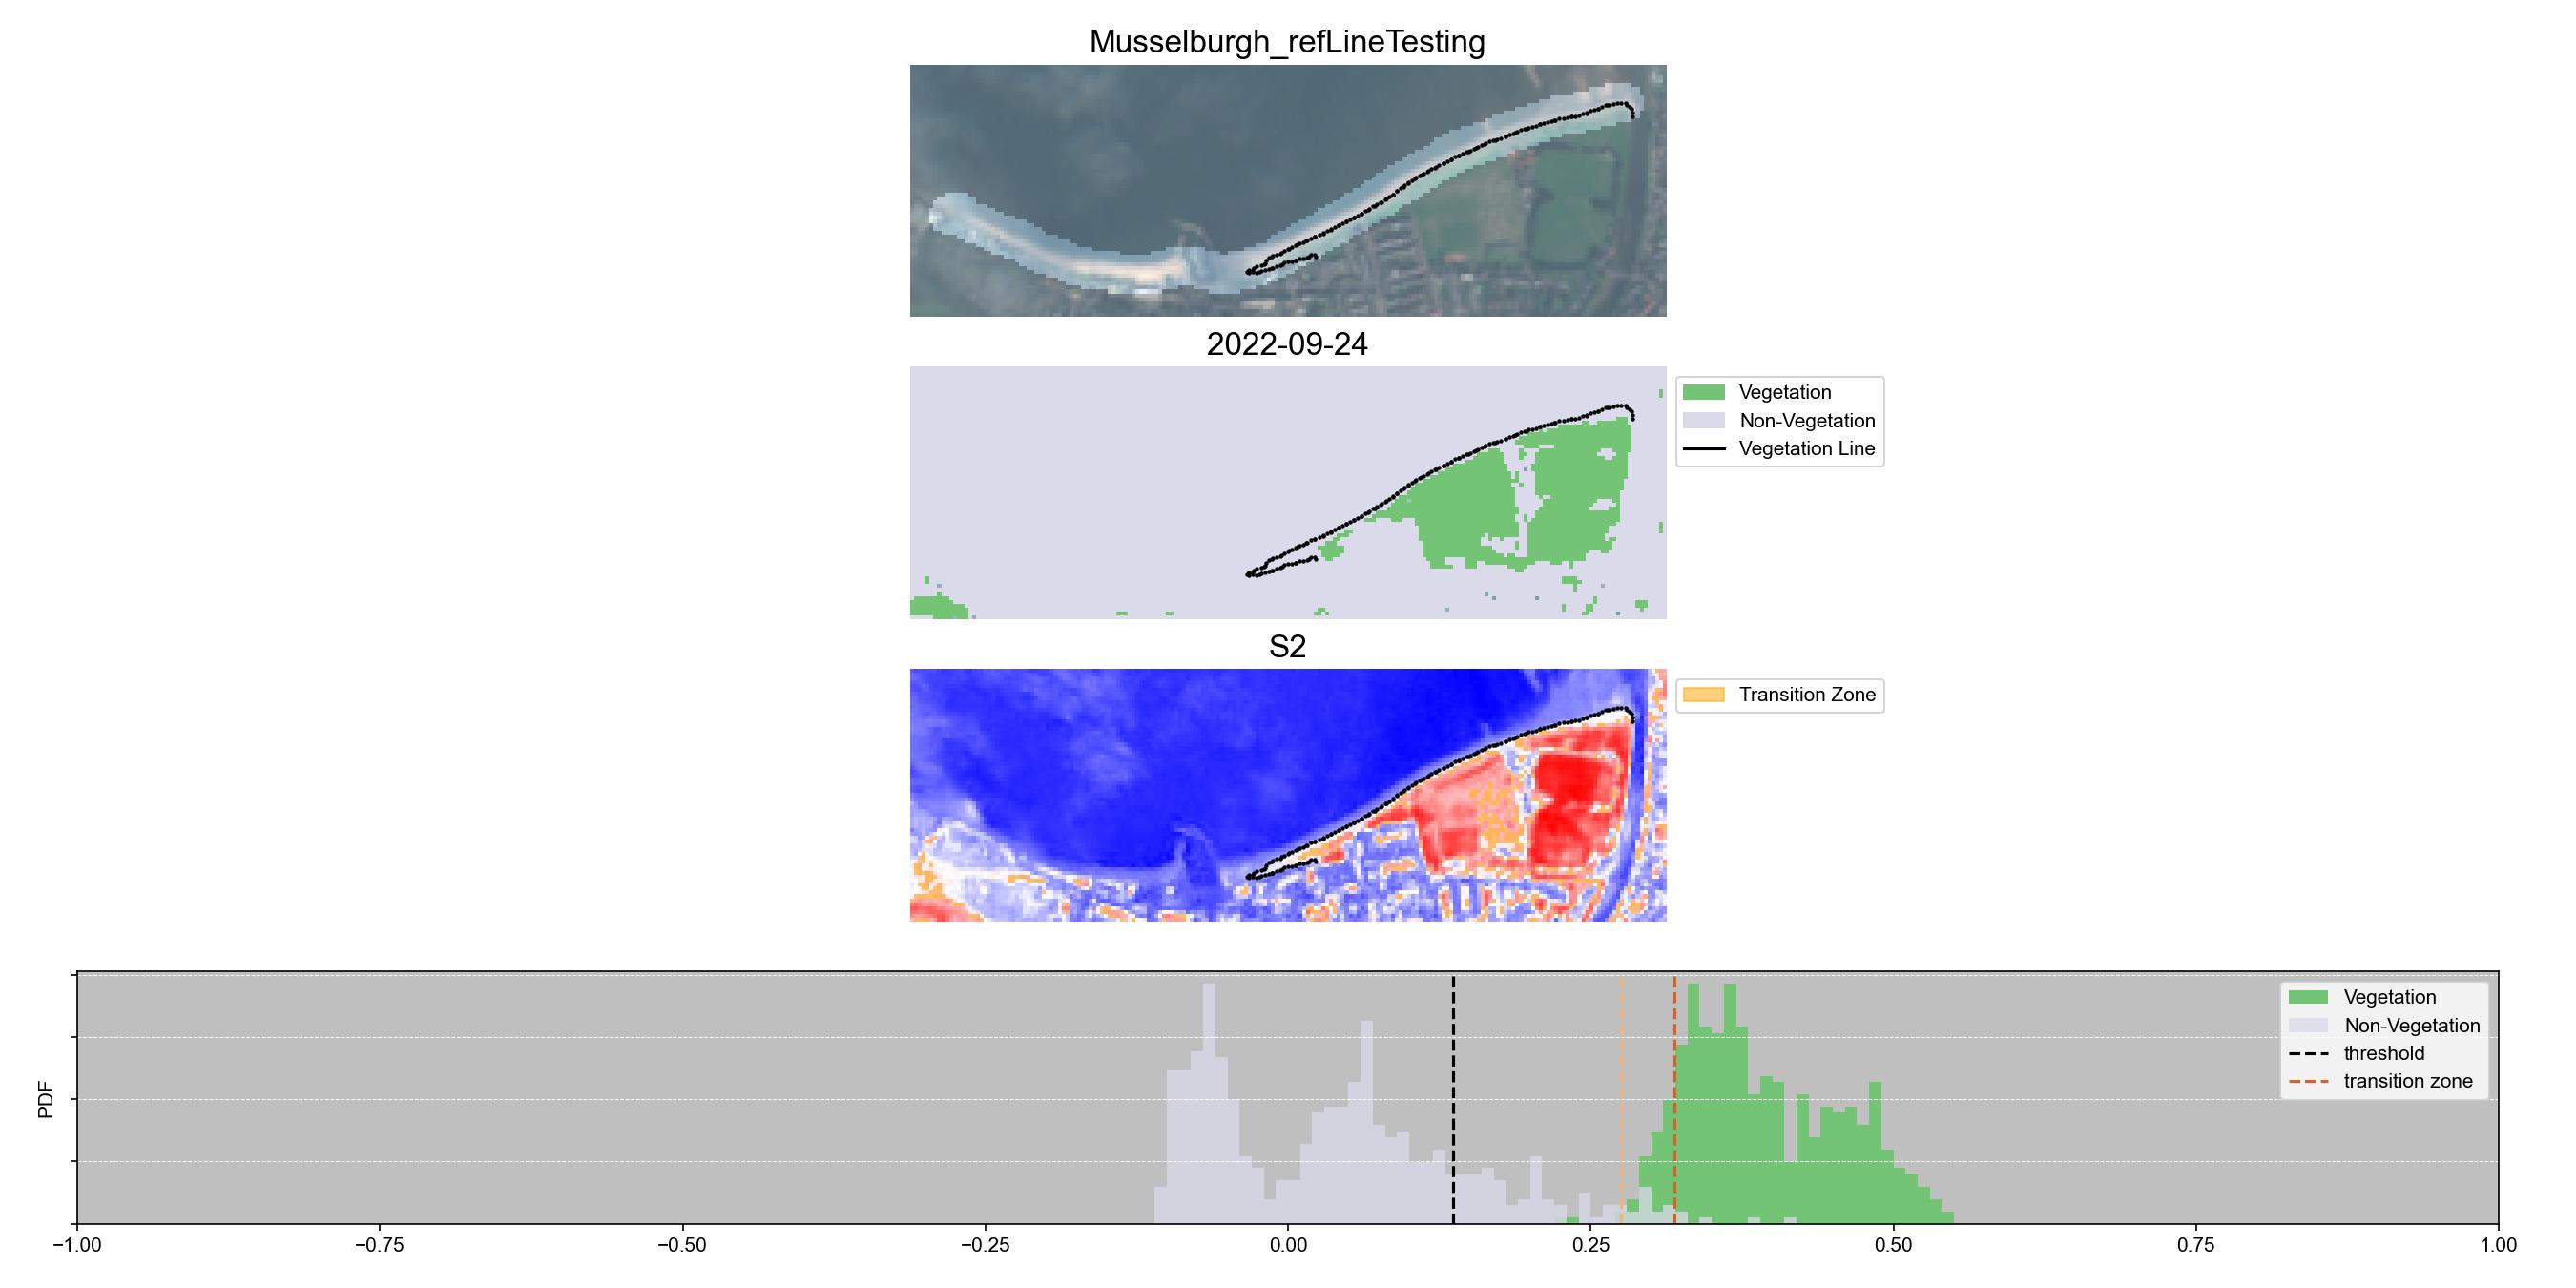 Musselburgh_refLineTesting
2022-09-24
Vegetation
Non-Vegetation
Vegetation Line
S2
Transition Zone
PDF
Vegetation
Non-Vegetation
threshold
transition zone
−1.00 −0.75 −0.50 −0.25 0.00 0.25 0.50 0.75 1.00